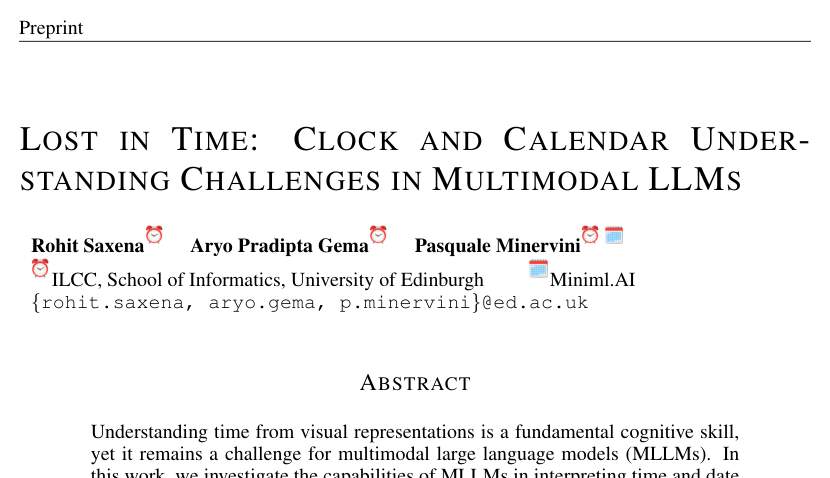 Preprint
LOST IN TIME: CLOCK AND CALENDAR UNDER-
STANDING CHALLENGES IN MULTIMODAL LLMS
Rohit Saxena Aryo Pradipta Gema Pasquale Minervini
ILCC, School of Informatics, University of Edinburgh Miniml.AI
{rohit.saxena, aryo.gema, p.minervini}@ed.ac.uk
ABSTRACT
Understanding time from visual representations is a fundamental cognitive skill,
yet it remains a challenge for multimodal large language models (MLLMs). In
this work, we investigate the capabilities of MLLMs in interpreting time and date